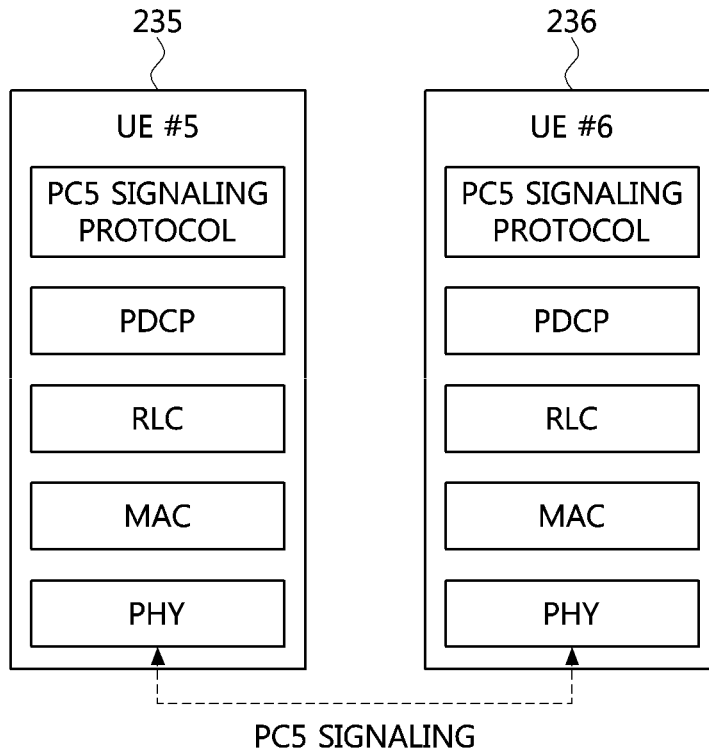 235
236
UE #5
UE #6
PC5 SIGNALING
PROTOCOL
PC5 SIGNALING
PROTOCOL
PDCP
PDCP
RLC
RLC
MAC
MAC
PHY
PHY
PC5 SIGNALING